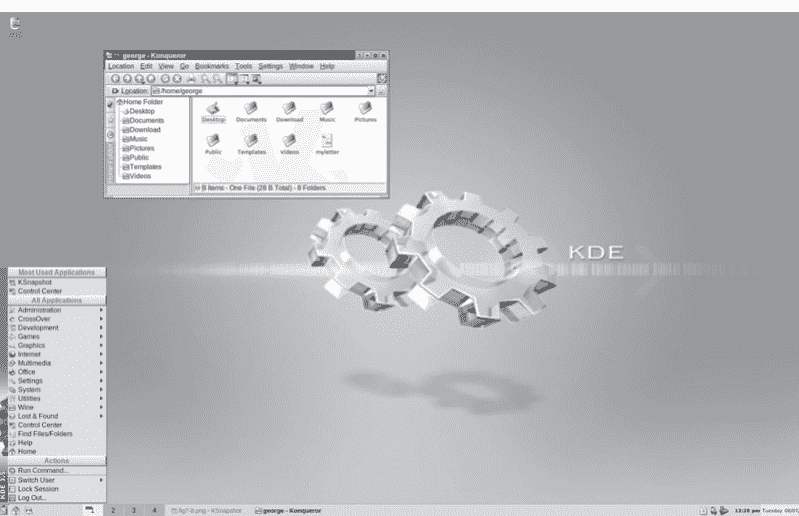 george - Konqueror
Location Edit View Go Bookmarks Tools Settings Window Help
Location: /home/george
Home Folder
Desktop
Documents
Download
Music
Pictures
Public
Templates
Videos
Desktop Documents Download Music Pictures
Public Templates Videos myletter
9 Items - One File (28 B Total) - 8 Folders
KDE
Most Used Applications
KSnapshot
Control Center
All Applications
Administration
CrossOver
Development
Games
Graphics
Internet
Multimedia
Office
Settings
System
Utilities
Wine
Lost & Found
Control Center
Find Files/Folders
Help
Home
Actions
Run Command...
Switch User
Lock Session
Log Out...
1 2 3 4 fig7-8.png - KSnapshot george - Konqueror Tuesday